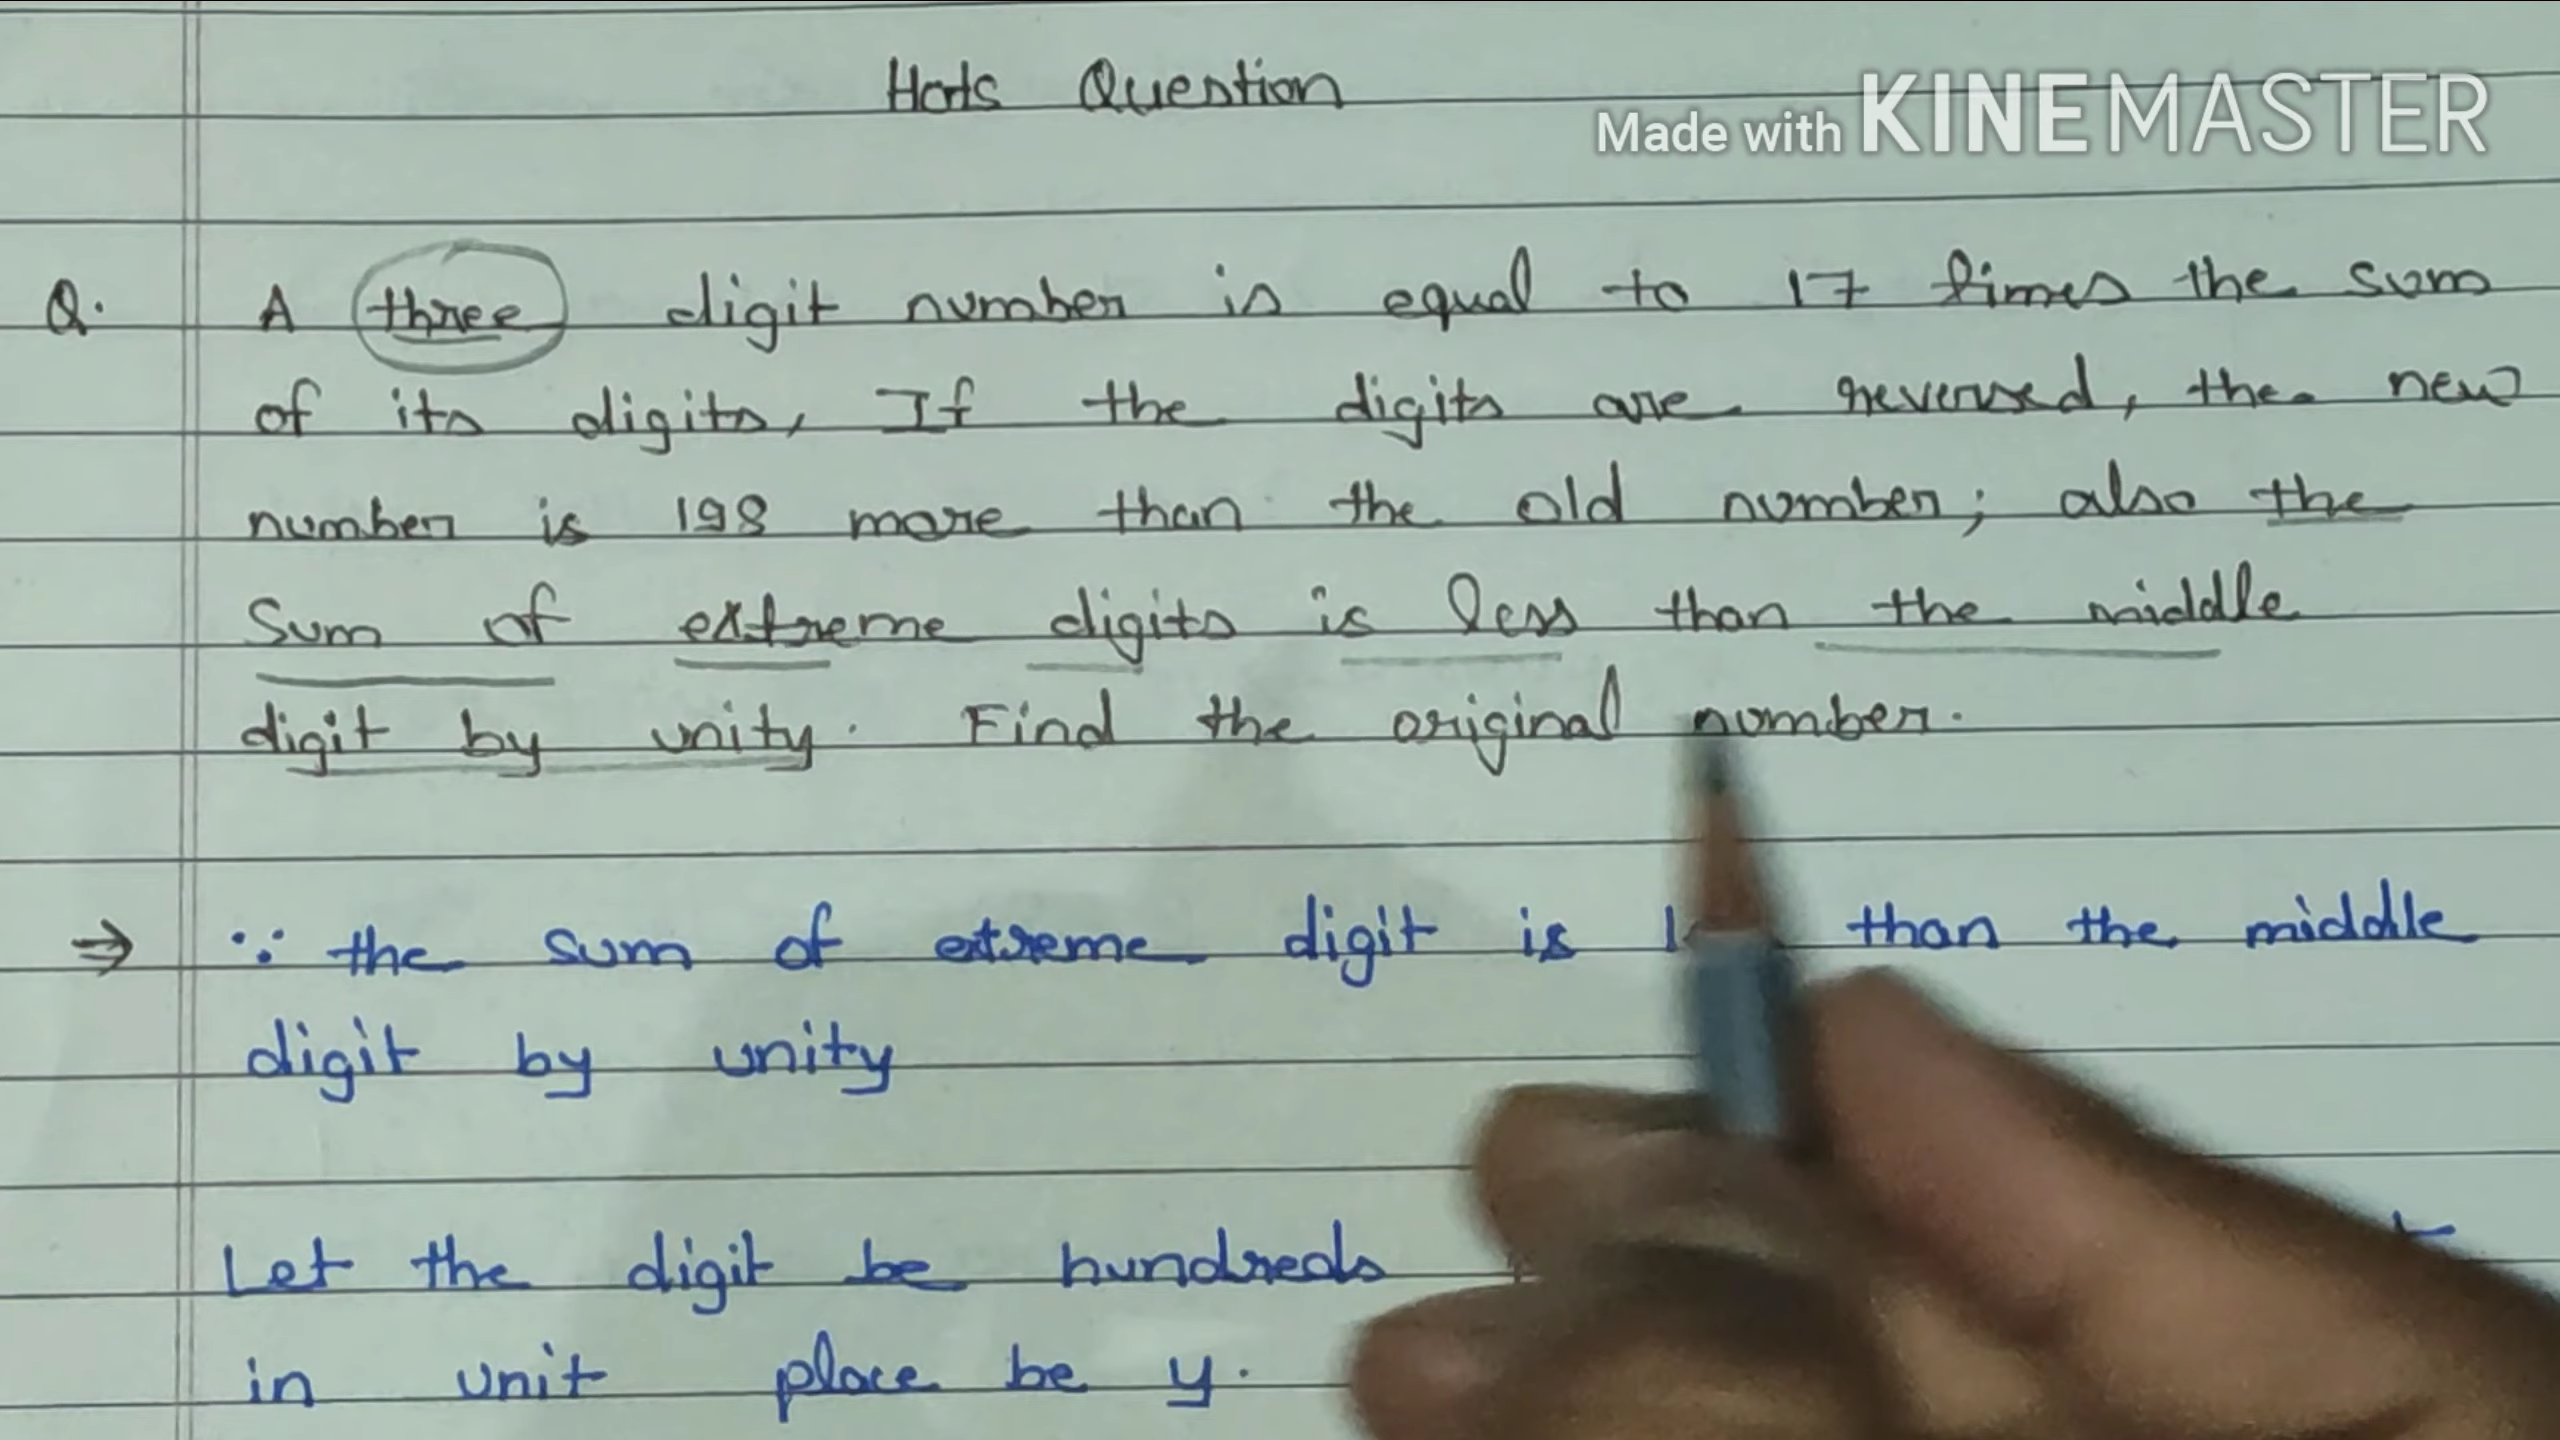 Hots Question
Made with KINEMASTER
Q. A three digit number is equal to 17 times the sum
of its digits, If the digits are reversed, the new
number is 198 more than the old number; also the
Sum of extreme digits is less than the middle
digit by unity. Find the original number.
⇒ ∵ the sum of extreme digit is than the middle
digit by unity
Let the digit be hundreds
in unit place be y.